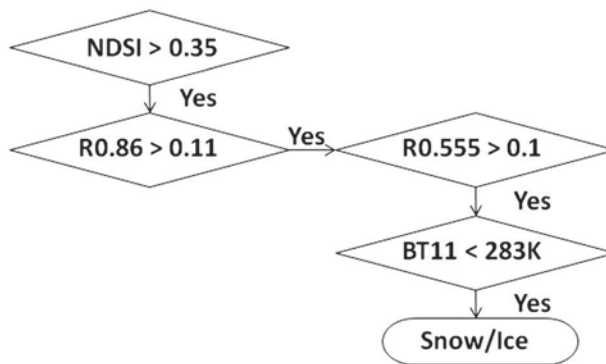 NDSI > 0.35
Yes
R0.86 > 0.11
Yes
R0.555 > 0.1
Yes
BT11 < 283K
Yes
Snow/Ice